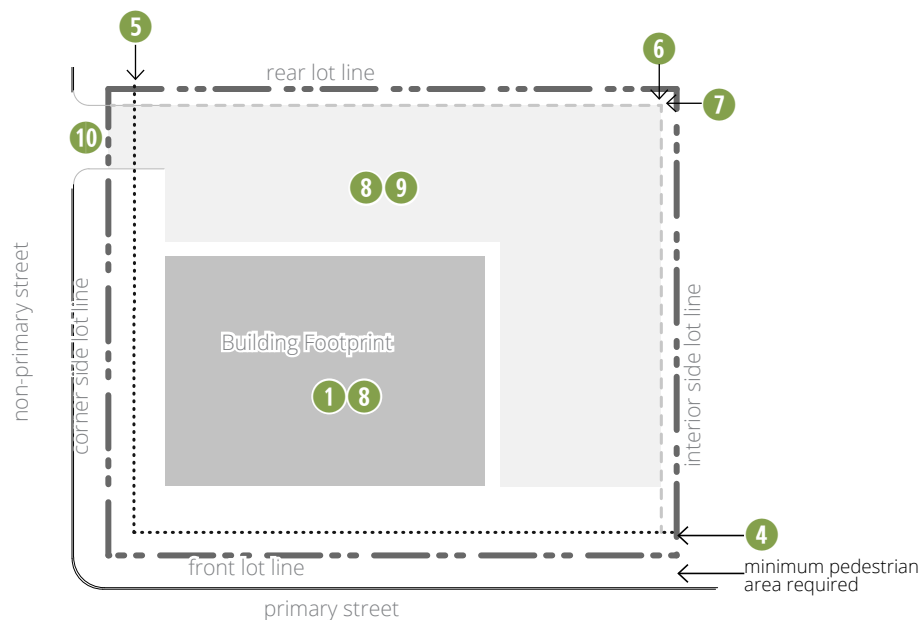 5
6
rear lot line
7
10
8 9
non-primary street
corner side lot line
Building Footprint
interior side lot line
1 8
4
front lot line
minimum pedestrian
area required
primary street